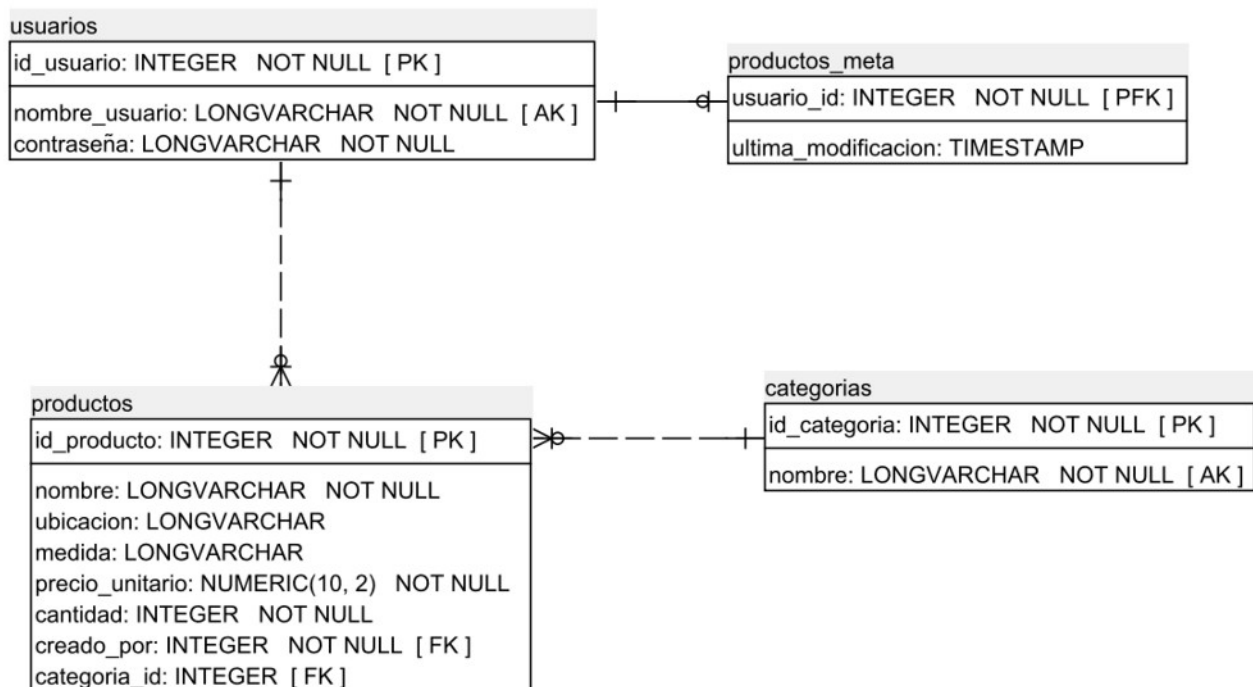 usuarios
id_usuario: INTEGER NOT NULL [ PK ]
nombre_usuario: LONGVARCHAR NOT NULL [ AK ]
contraseña: LONGVARCHAR NOT NULL
productos_meta
usuario_id: INTEGER NOT NULL [ PFK ]
ultima_modificacion: TIMESTAMP
productos
id_producto: INTEGER NOT NULL [ PK ]
nombre: LONGVARCHAR NOT NULL
ubicacion: LONGVARCHAR
medida: LONGVARCHAR
precio_unitario: NUMERIC(10, 2) NOT NULL
cantidad: INTEGER NOT NULL
creado_por: INTEGER NOT NULL [ FK ]
categoria_id: INTEGER [ FK ]
categorias
id_categoria: INTEGER NOT NULL [ PK ]
nombre: LONGVARCHAR NOT NULL [ AK ]